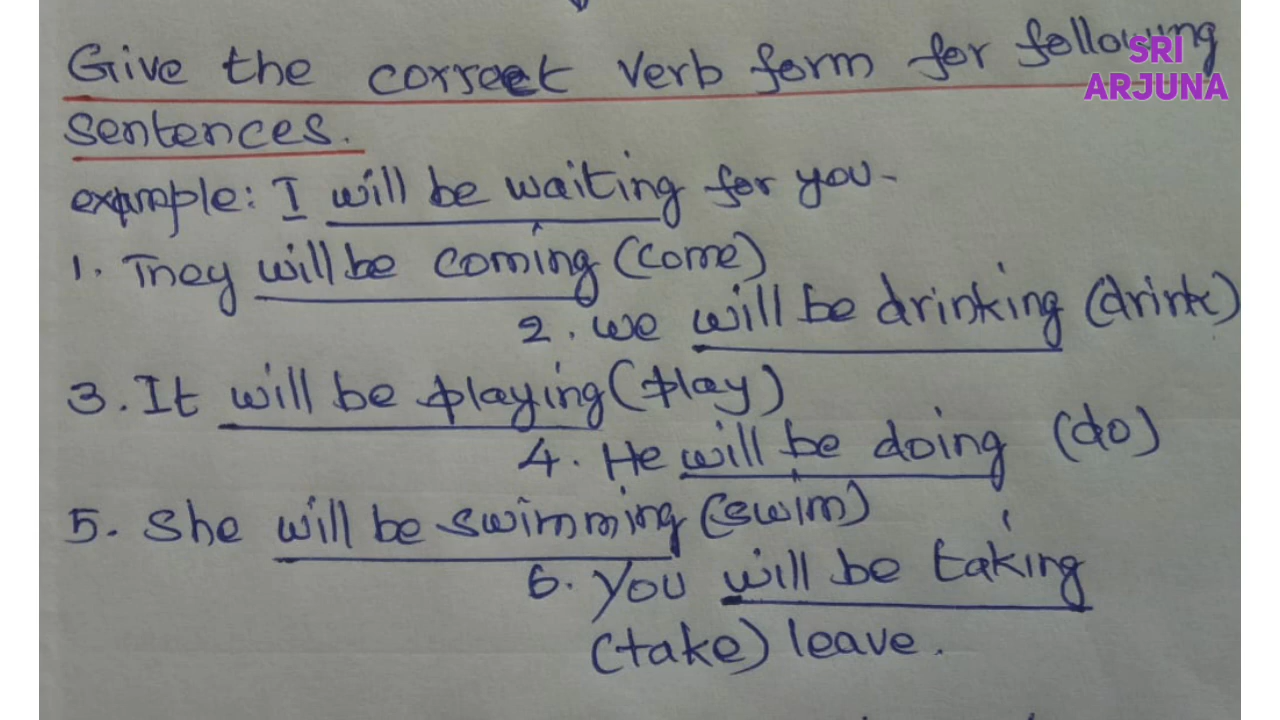 Give the correct verb form for following
SRI
ARJUNA
sentences.
example: I will be waiting for you.
1. They will be coming (come)
2. We will be drinking (drink)
3. It will be playing (play)
4. He will be doing (do)
5. She will be swimming (swim)
6. You will be taking
(take) leave.